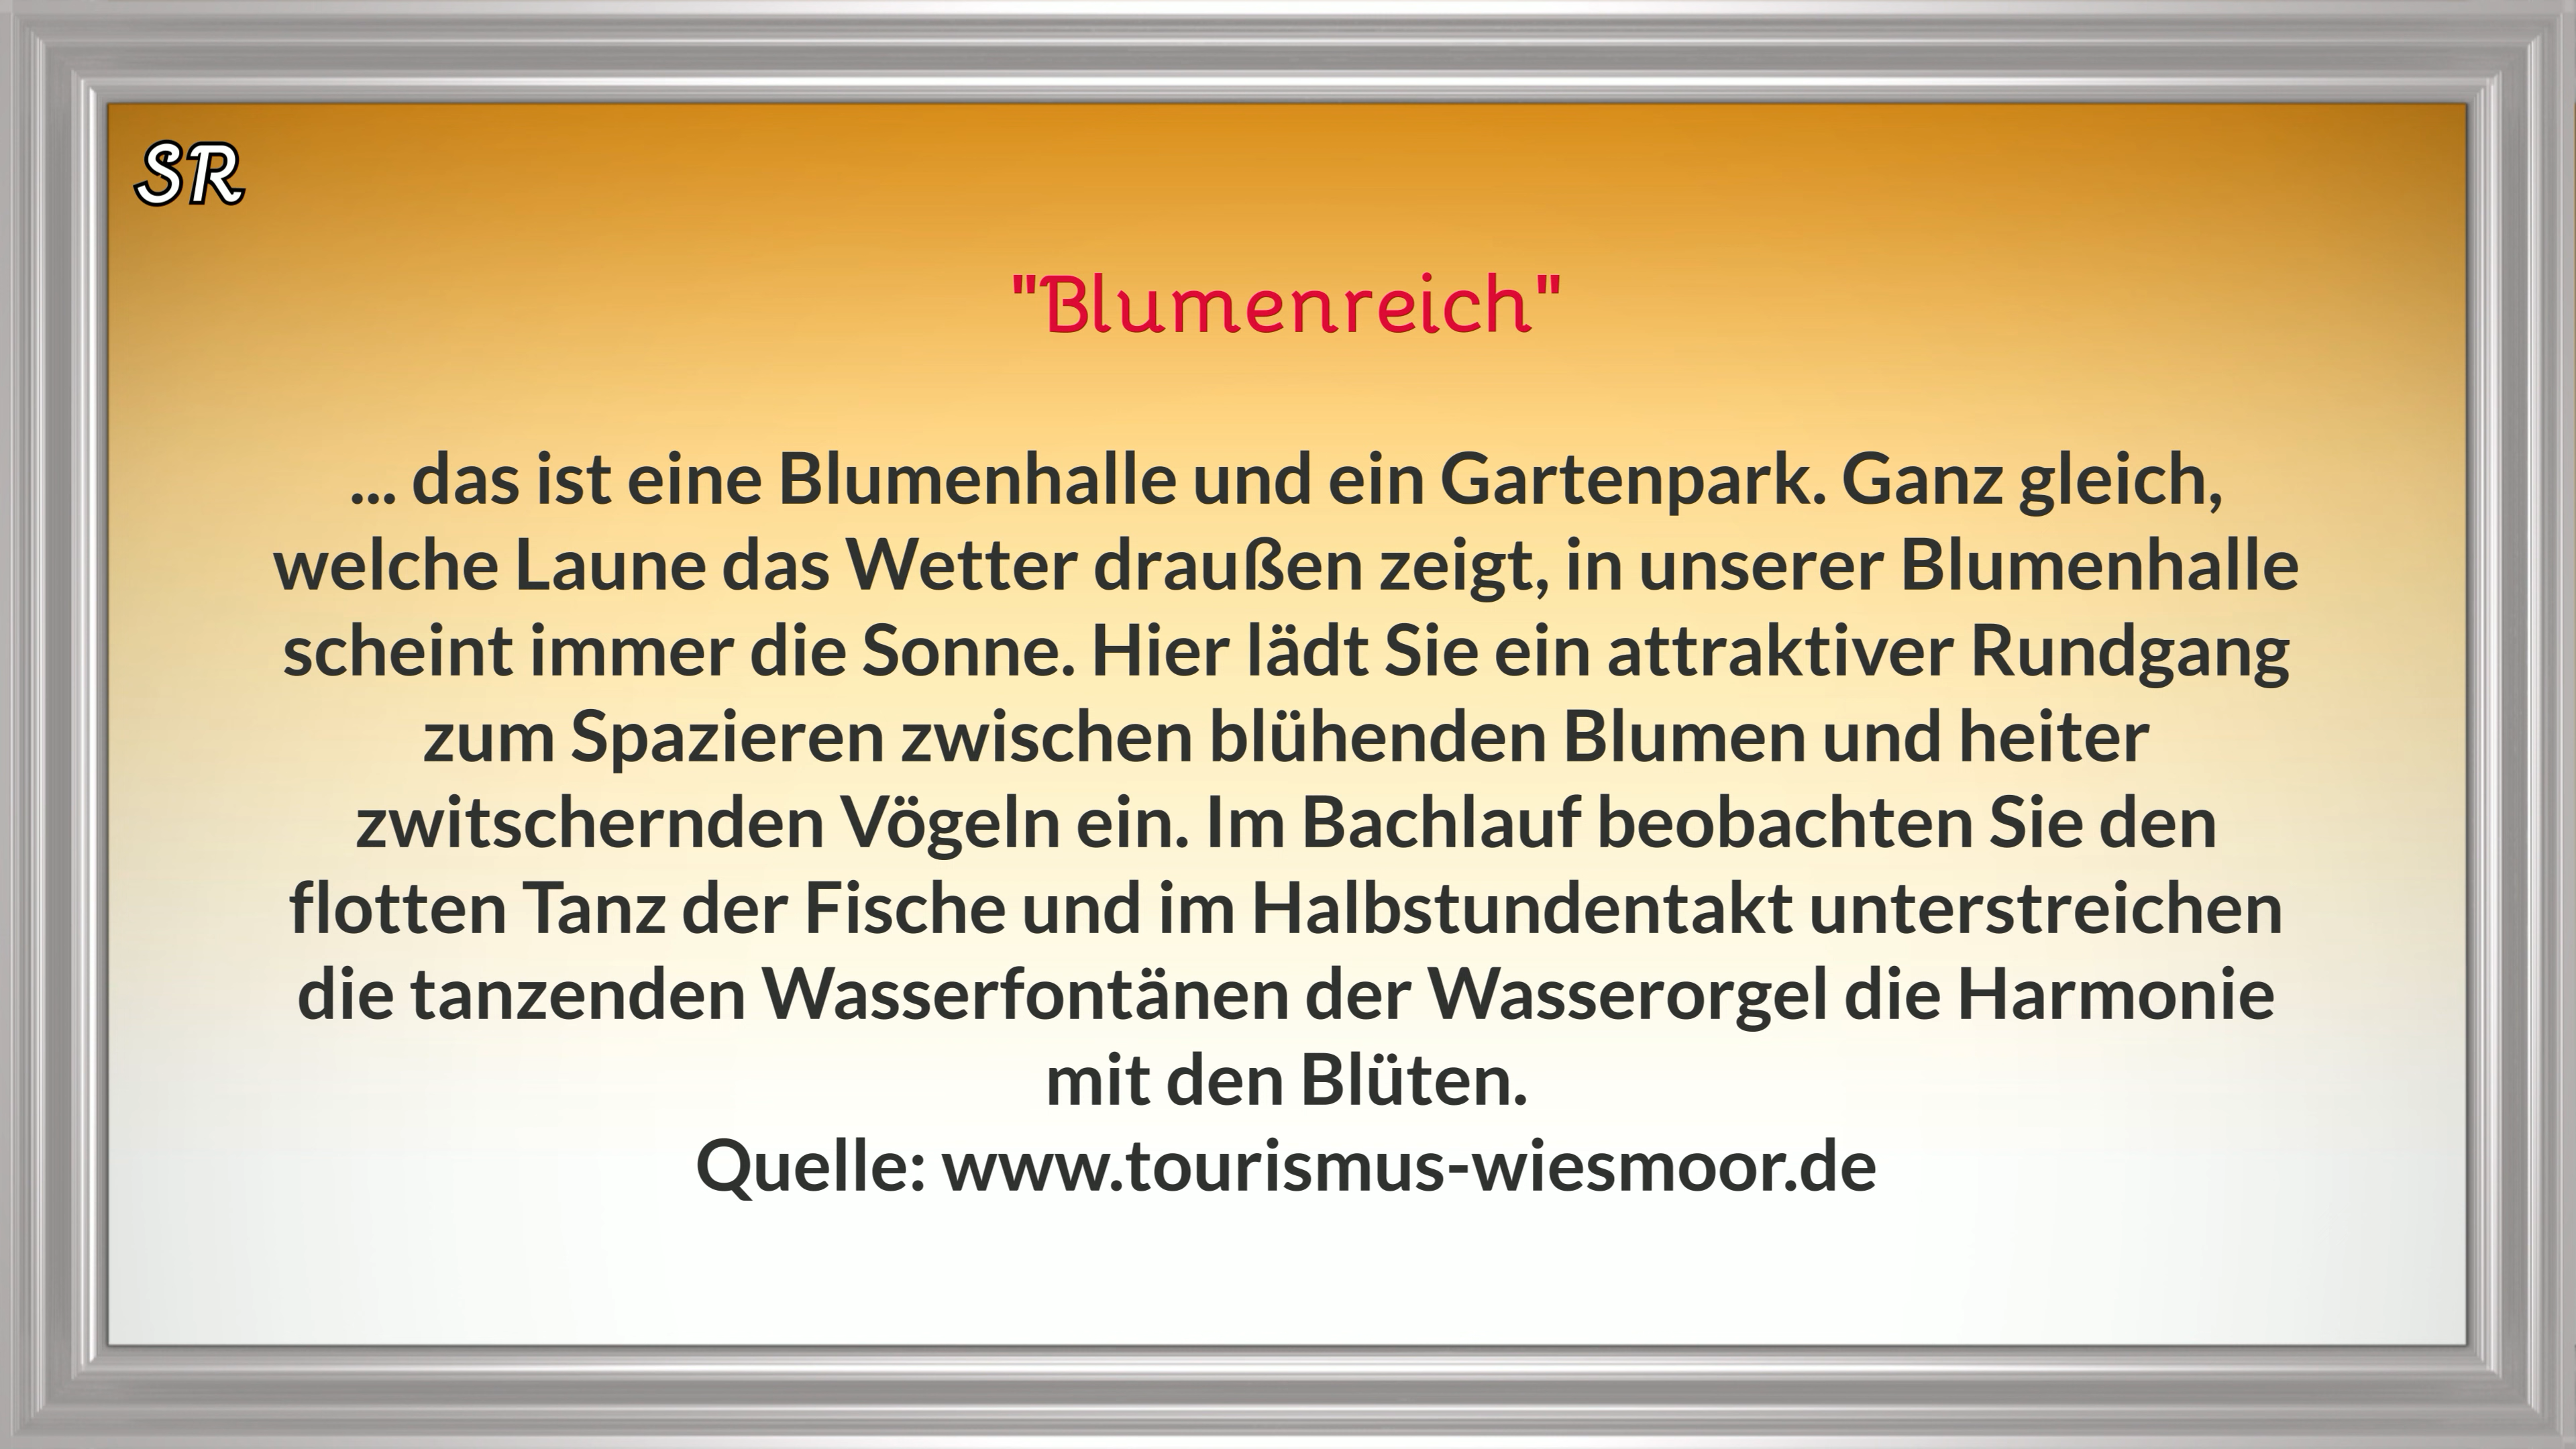 SR
"Blumenreich"
... das ist eine Blumenhalle und ein Gartenpark. Ganz gleich,
welche Laune das Wetter draußen zeigt, in unserer Blumenhalle
scheint immer die Sonne. Hier lädt Sie ein attraktiver Rundgang
zum Spazieren zwischen blühenden Blumen und heiter
zwitschernden Vögeln ein. Im Bachlauf beobachten Sie den
flotten Tanz der Fische und im Halbstundentakt unterstreichen
die tanzenden Wasserfontänen der Wasserorgel die Harmonie
mit den Blüten.
Quelle: www.tourismus-wiesmoor.de